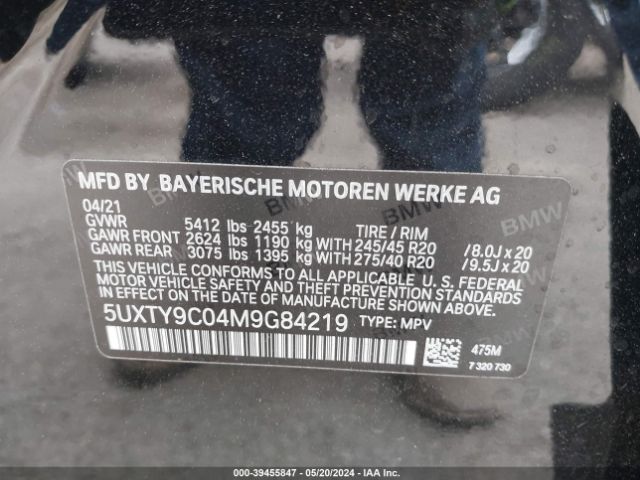 MFD BY BAYERISCHE MOTOREN WERKE AG
04/21
GVWR 5412 lbs 2455 kg TIRE / RIM
GAWR FRONT 2624 lbs 1190 kg WITH 245/45 R20 /8.0J x 20
GAWR REAR 3075 lbs 1395 kg WITH 275/40 R20 /9.5J x 20
THIS VEHICLE CONFORMS TO ALL APPLICABLE U. S. FEDERAL
MOTOR VEHICLE SAFETY AND THEFT PREVENTION STANDARDS IN
EFFECT ON THE DATE OF MANUFACTURE SHOWN ABOVE.
5UXTY9C04M9G84219 TYPE: MPV
475M
7 320 730
000-39455847 - 05/20/2024 - IAA Inc.